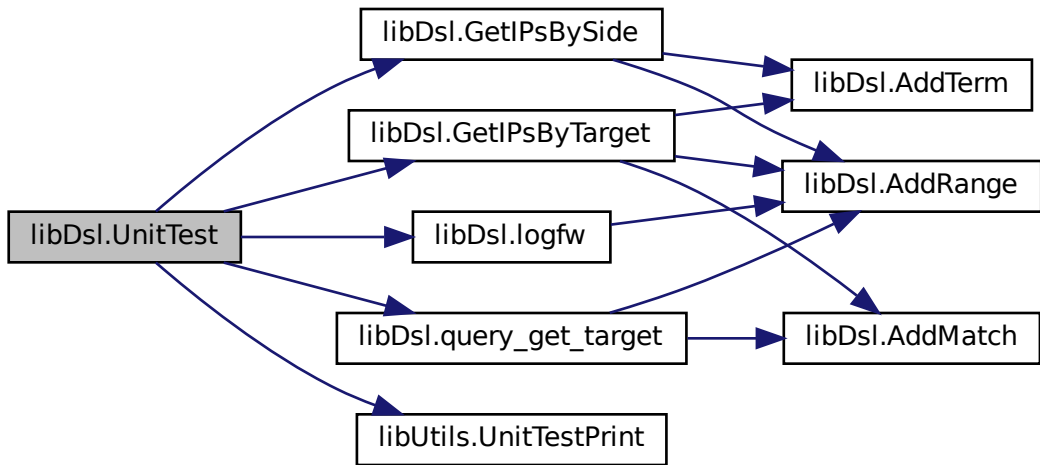 libDsl.GetIPsBySide
libDsl.AddTerm
libDsl.GetIPsByTarget
libDsl.AddRange
libDsl.UnitTest
libDsl.logfw
libDsl.query_get_target
libDsl.AddMatch
libUtils.UnitTestPrint